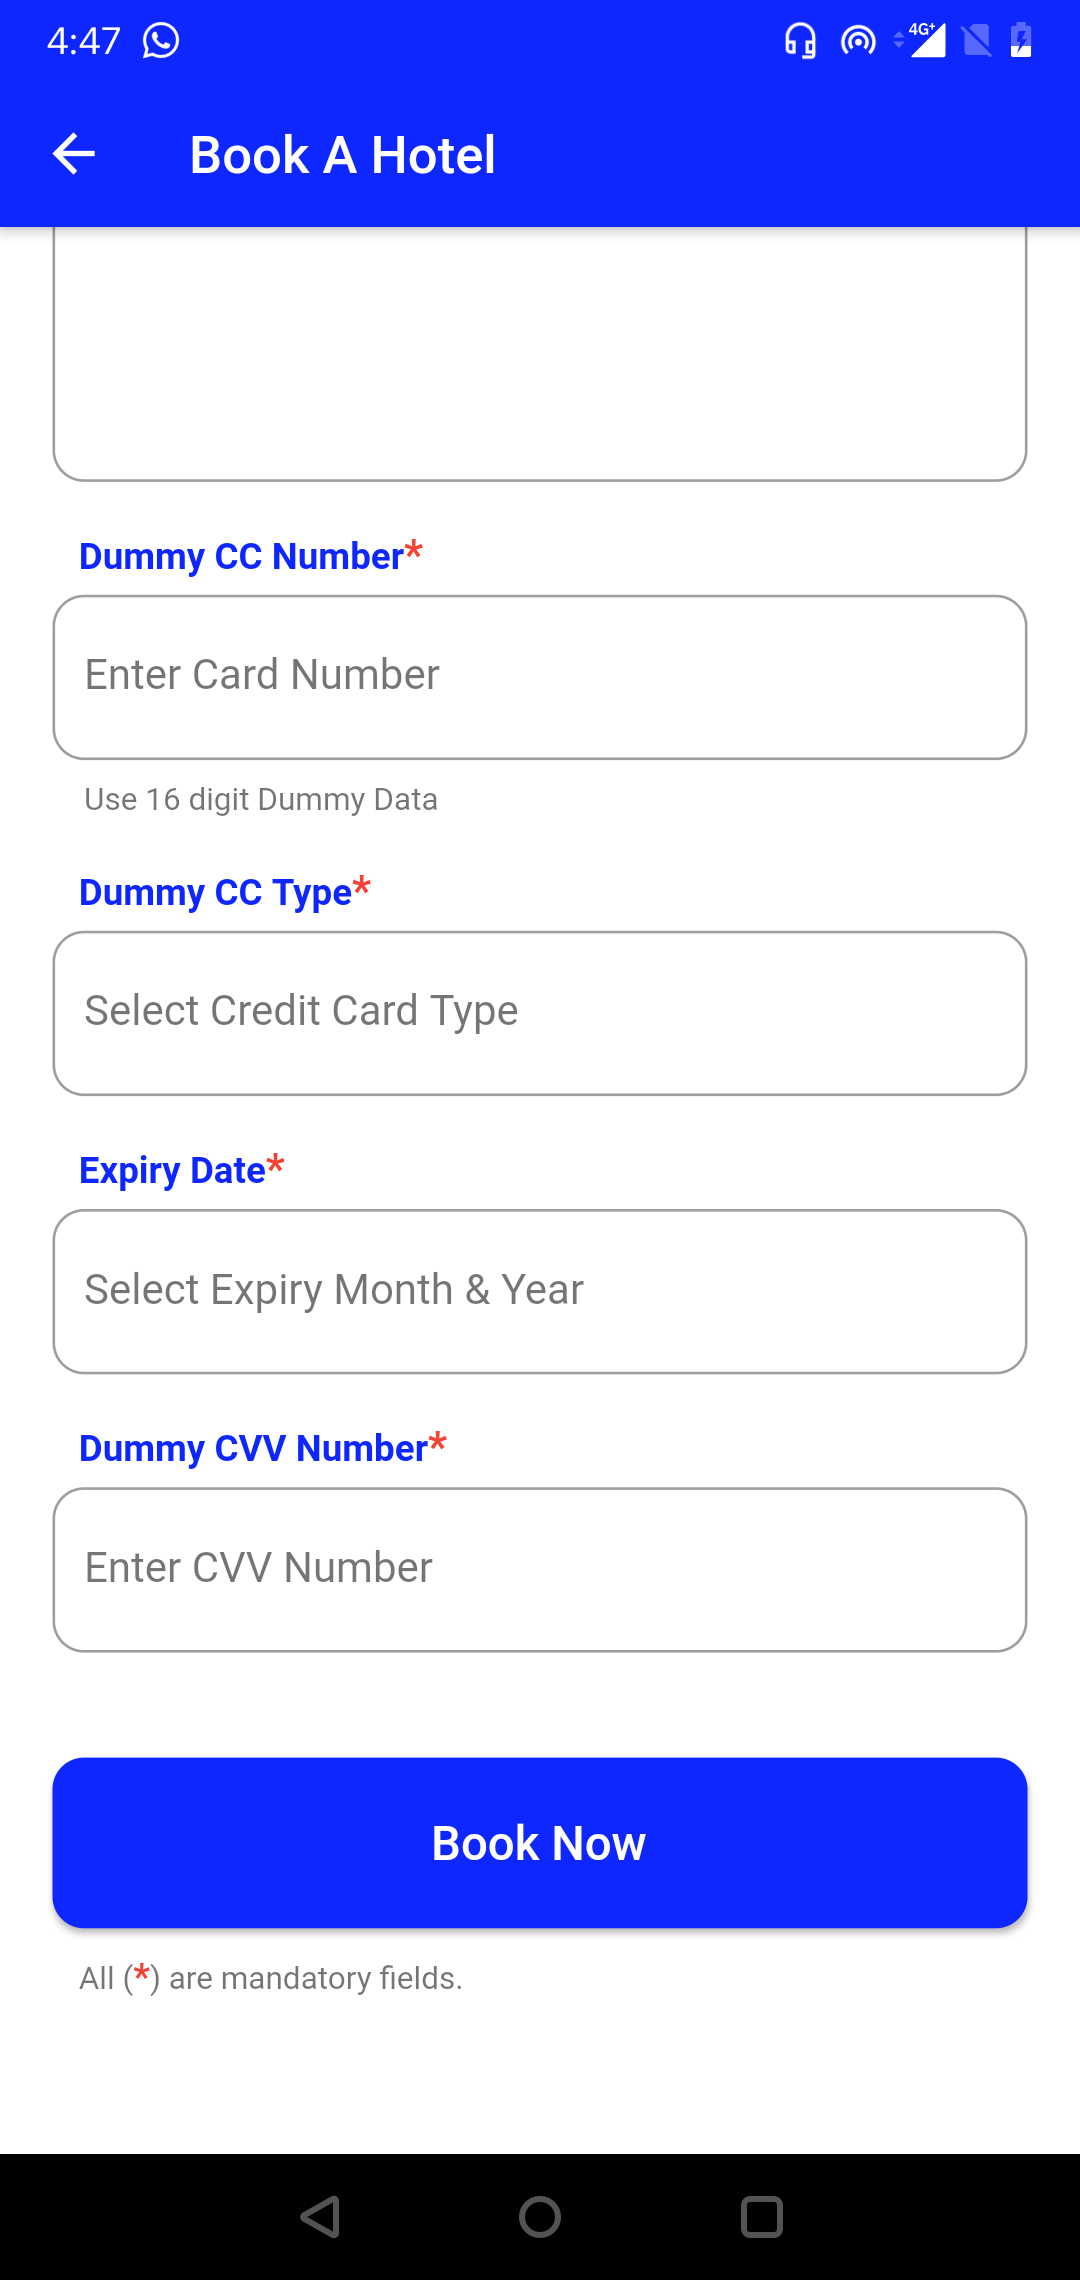 4:47
4G+
Book A Hotel
Dummy CC Number*
Enter Card Number
Use 16 digit Dummy Data
Dummy CC Type*
Select Credit Card Type
Expiry Date*
Select Expiry Month & Year
Dummy CVV Number*
Enter CVV Number
Book Now
All (*) are mandatory fields.